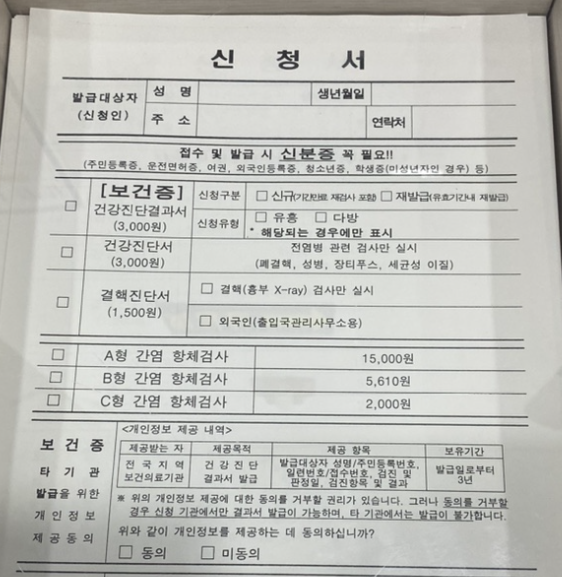 신 청 서
발급대상자 (신청인)
성 명
생년월일
주 소
연락처
접수 및 발급 시 신분증 꼭 필요!!
(주민등록증, 운전면허증, 여권, 외국인등록증, 청소년증, 학생증(미성년자인 경우) 등)
□ [보건증] 건강진단결과서 (3,000원)
신청구분
□ 신규(기간만료 재검사 포함) □ 재발급(유효기간내 재발급)
신청유형
□ 유흥 □ 다방
* 해당되는 경우에만 표시
□ 건강진단서 (3,000원)
전염병 관련 검사만 실시
(폐결핵, 성병, 장티푸스, 세균성 이질)
□ 결핵진단서 (1,500원)
□ 결핵(흉부 X-ray) 검사만 실시
□ 외국인(출입국관리사무소용)
□ A형 간염 항체검사 15,000원
□ B형 간염 항체검사 5,610원
□ C형 간염 항체검사 2,000원
보 건 증
타 기 관
발급을 위한
개 인 정 보
제 공 동 의
<개인정보 제공 내역>
제공받는 자 제공목적 제공 항목 보유기간
전 국 지 역 보건의료기관
건 강 진 단 결과서 발급
발급대상자 성명/주민등록번호, 일련번호/접수번호, 검진 및 판정일, 검진항목 및 결과
발급일로부터 3년
※ 위의 개인정보 제공에 대한 동의를 거부할 권리가 있습니다. 그러나 동의를 거부할
경우 신청 기관에서만 결과서 발급이 가능하며, 타 기관에서는 발급이 불가합니다.
위와 같이 개인정보를 제공하는 데 동의하십니까?
□ 동의 □ 미동의